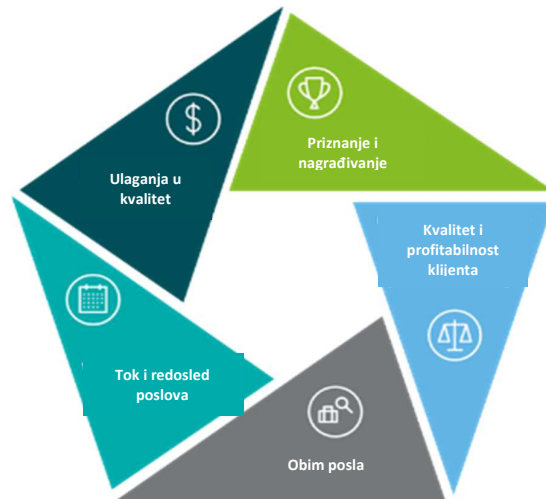 Priznanje i
nagrađivanje
Ulaganja u
kvalitet
Kvalitet i
profitabilnost
klijenta
Tok i redosled
poslova
Obim posla